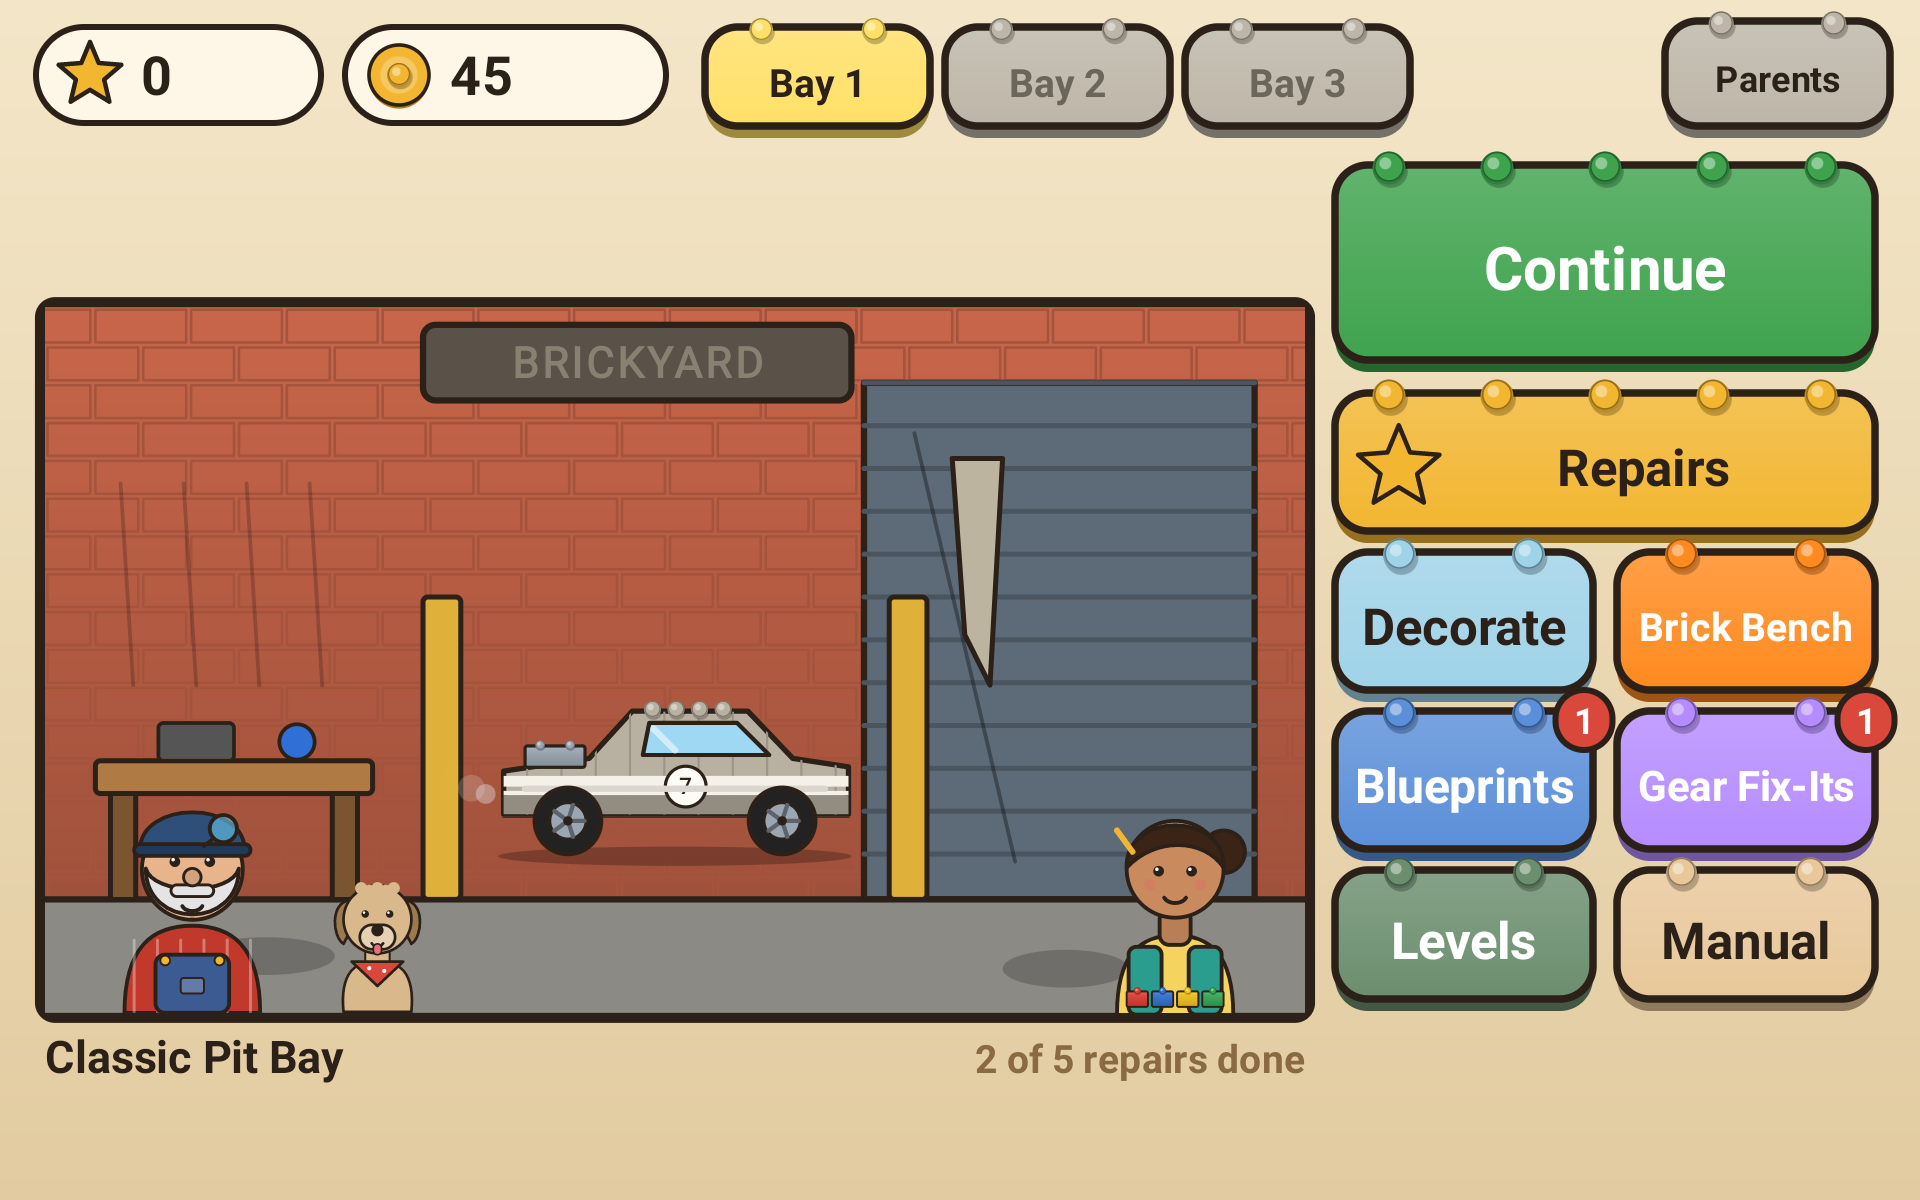 0
45
Bay 1
Bay 2
Bay 3
Parents
Continue
BRICKYARD
Repairs
Decorate
Brick Bench
1
1
Blueprints
Gear Fix-Its
7
Levels
Manual
Classic Pit Bay
2 of 5 repairs done